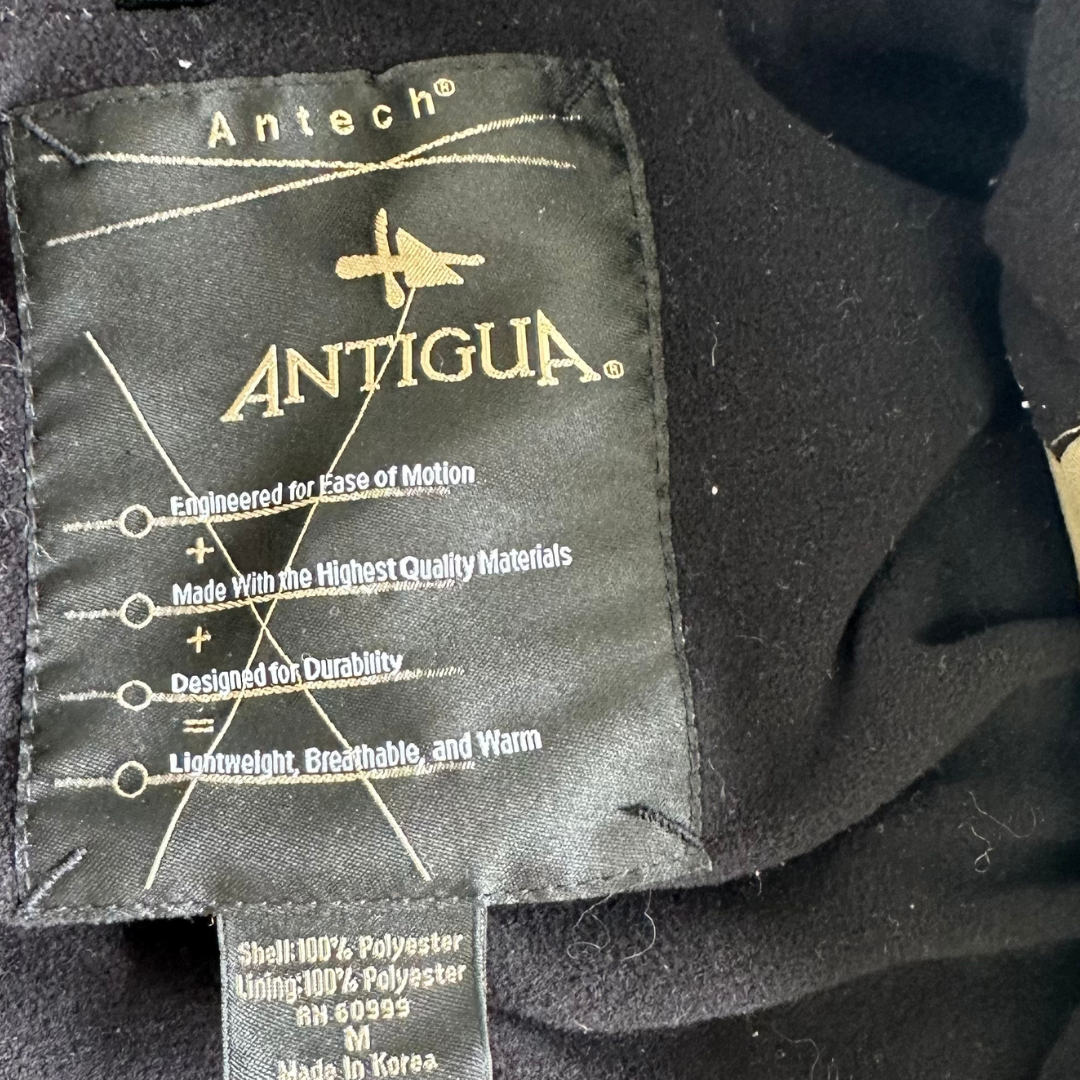 Antech®
ANTIGUA®
Engineered for Ease of Motion
+
Made With the Highest Quality Materials
+
Designed for Durability
=
Lightweight, Breathable, and Warm
Shell:100% Polyester
Lining:100% Polyester
RN 60999
M
Made In Korea